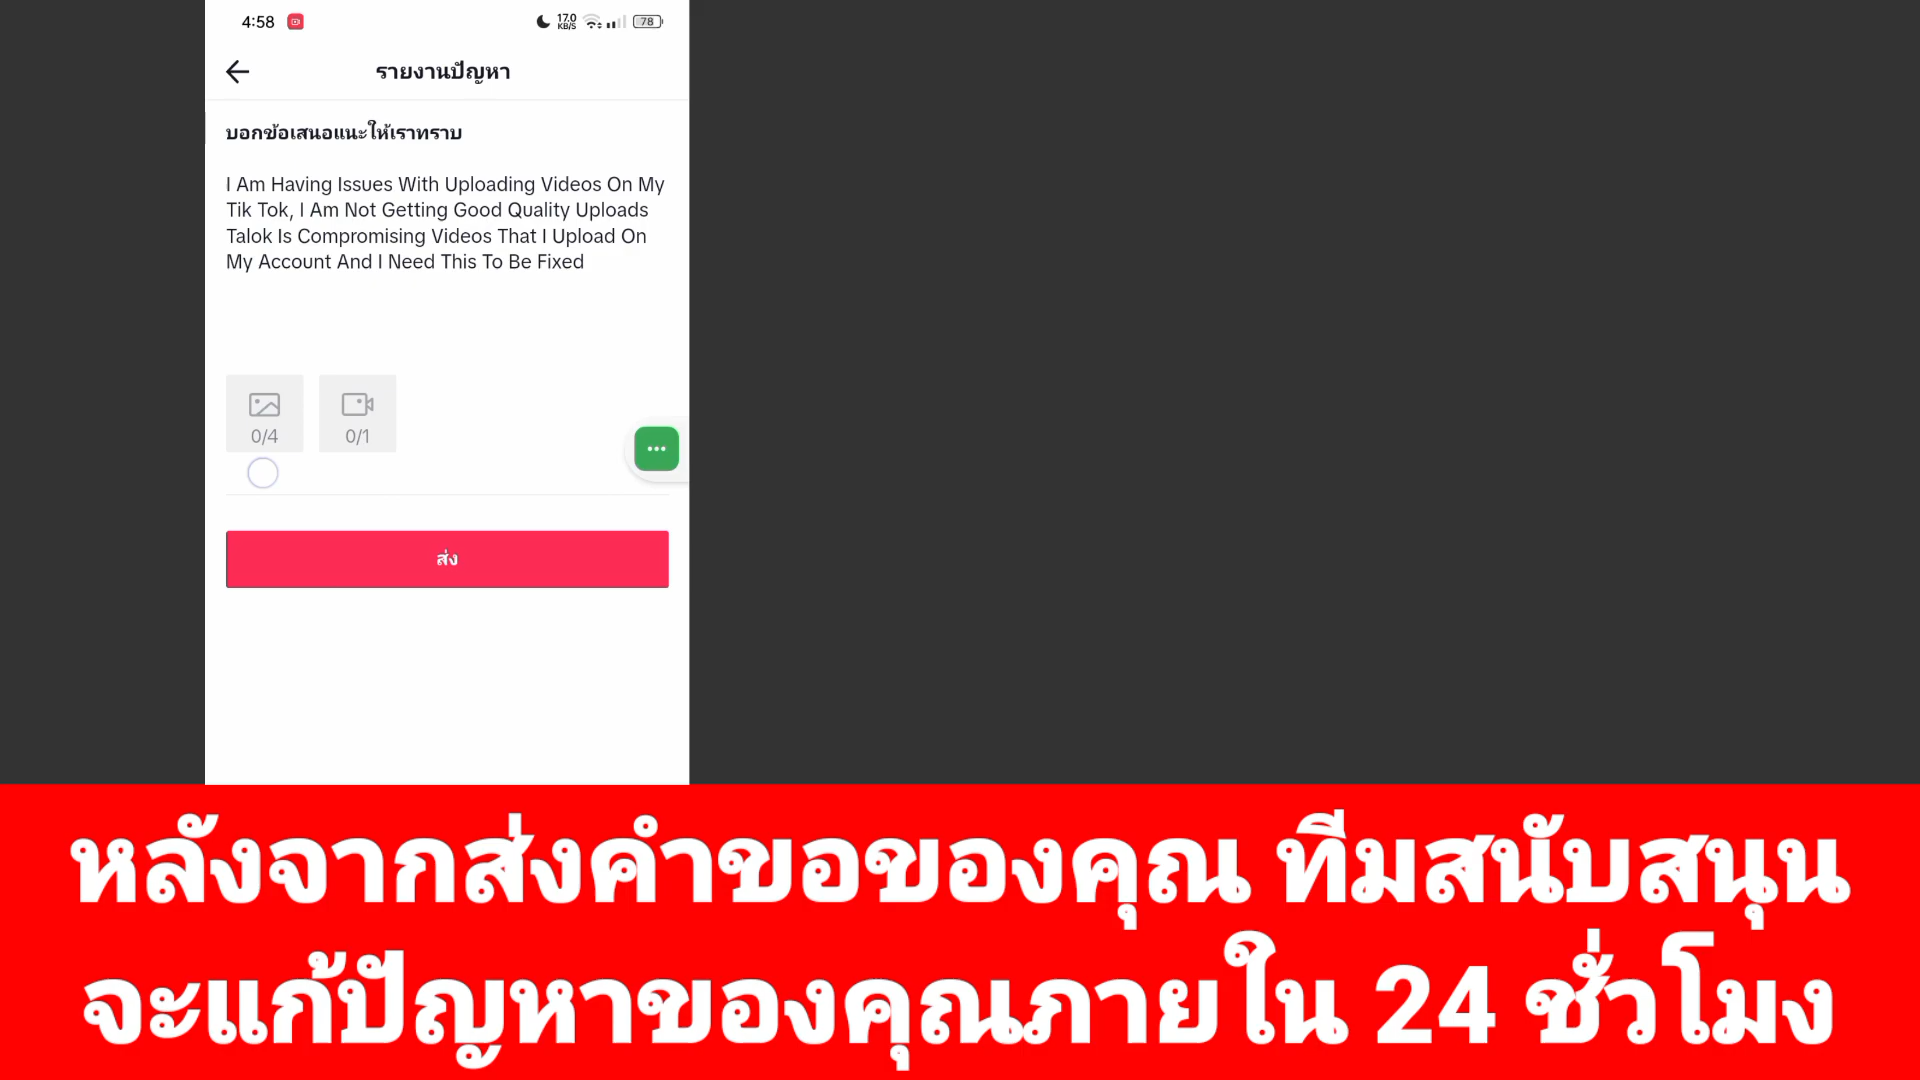 4:58
17.0
KB/S
78
รายงานปัญหา
บอกข้อเสนอแนะให้เราทราบ
I Am Having Issues With Uploading Videos On My
Tik Tok, I Am Not Getting Good Quality Uploads
Talok Is Compromising Videos That I Upload On
My Account And I Need This To Be Fixed
0/4
0/1
ส่ง
หลังจากส่งคำขอของคุณ ทีมสนับสนุน
จะแก้ปัญหาของคุณภายใน 24 ชั่วโมง